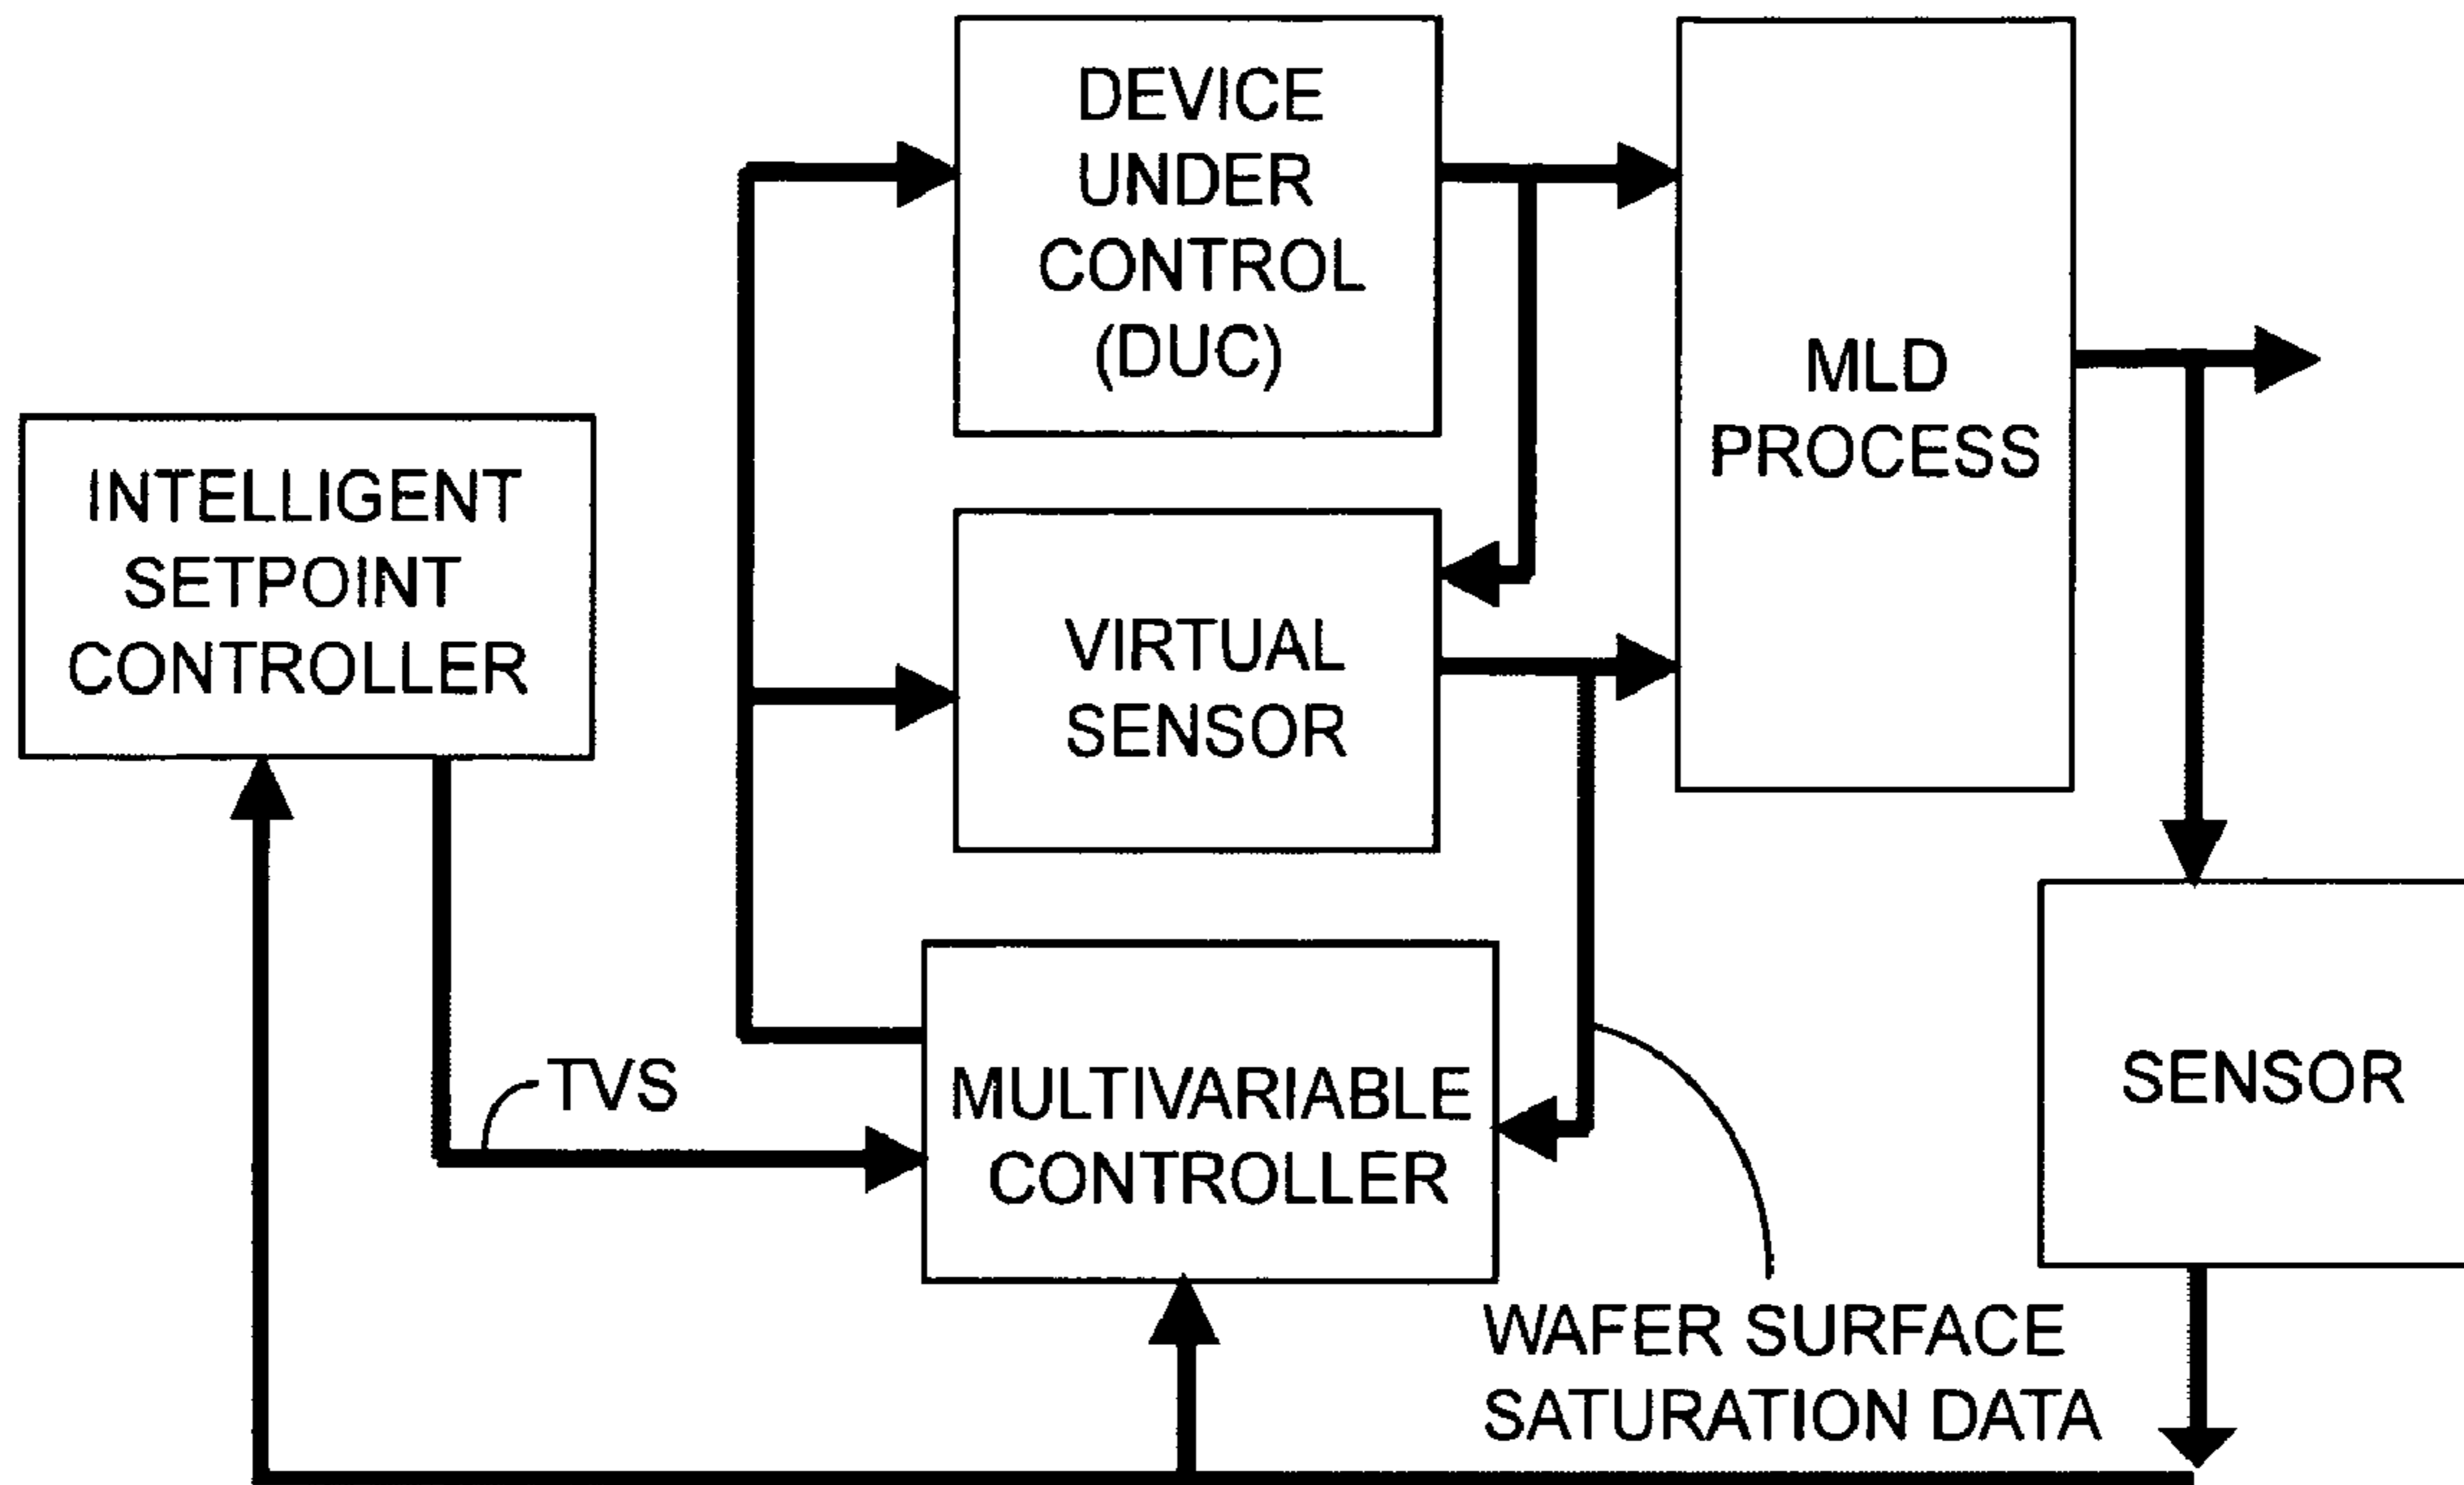 DEVICE
UNDER
CONTROL
(DUC)
MLD
PROCESS
INTELLIGENT
SETPOINT
CONTROLLER
VIRTUAL
SENSOR
TVS
MULTIVARIABLE
CONTROLLER
SENSOR
WAFER SURFACE
SATURATION DATA